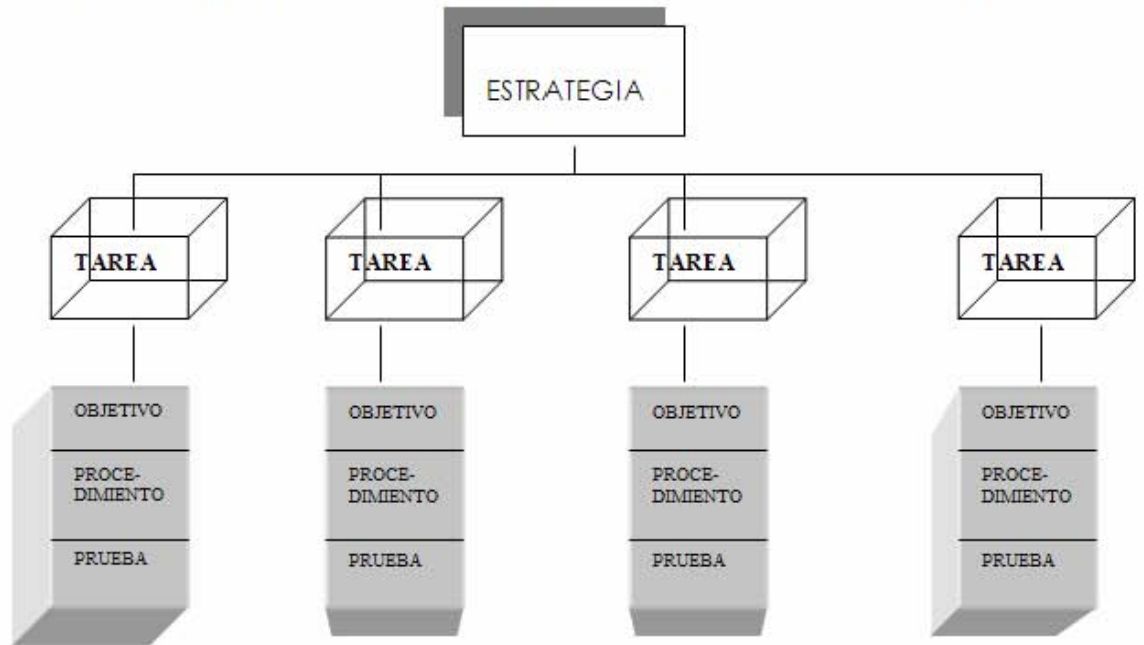 ESTRATEGIA
TAREA TAREA TAREA TAREA
OBJETIVO OBJETIVO OBJETIVO OBJETIVO
PROCE- PROCE- PROCE- PROCE-
DIMIENTO DIMIENTO DIMIENTO DIMIENTO
PRUEBA PRUEBA PRUEBA PRUEBA